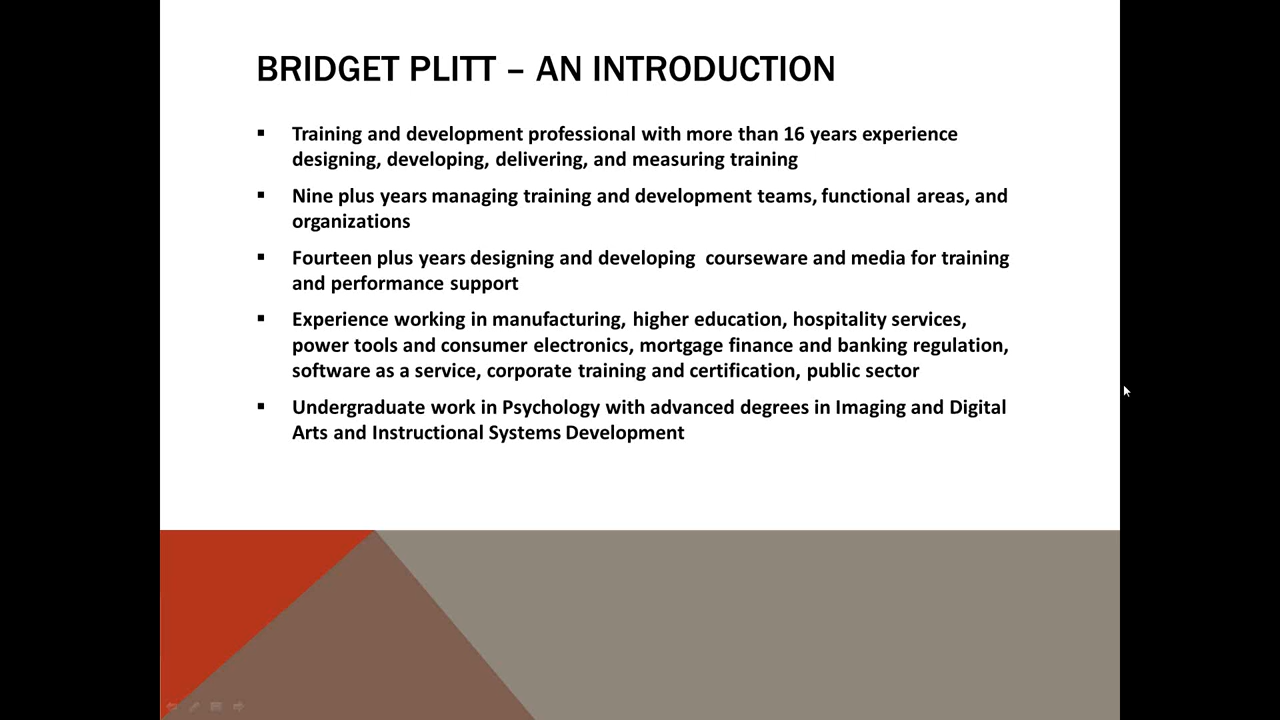 BRIDGET PLITT – AN INTRODUCTION
▪ Training and development professional with more than 16 years experience
designing, developing, delivering, and measuring training
▪ Nine plus years managing training and development teams, functional areas, and
organizations
▪ Fourteen plus years designing and developing  courseware and media for training
and performance support
▪ Experience working in manufacturing, higher education, hospitality services,
power tools and consumer electronics, mortgage finance and banking regulation,
software as a service, corporate training and certification, public sector
▪ Undergraduate work in Psychology with advanced degrees in Imaging and Digital
Arts and Instructional Systems Development